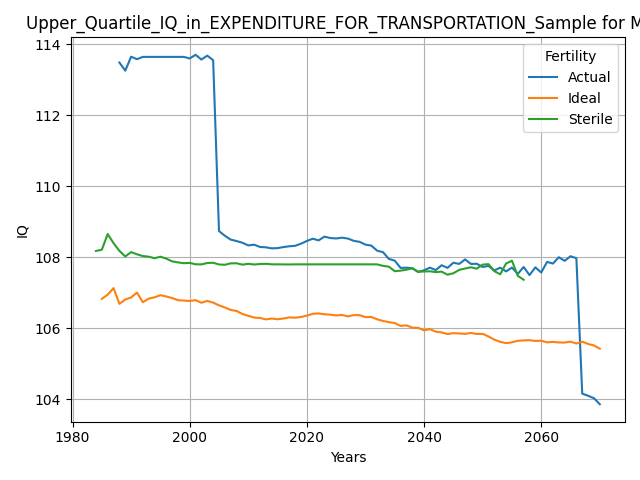 Upper_Quartile_IQ_in_EXPENDITURE_FOR_TRANSPORTATION_Sample for M
114
112
110
108
106
104
IQ
Fertility
Actual
Ideal
Sterile
1980
2000
2020
2040
2060
Years